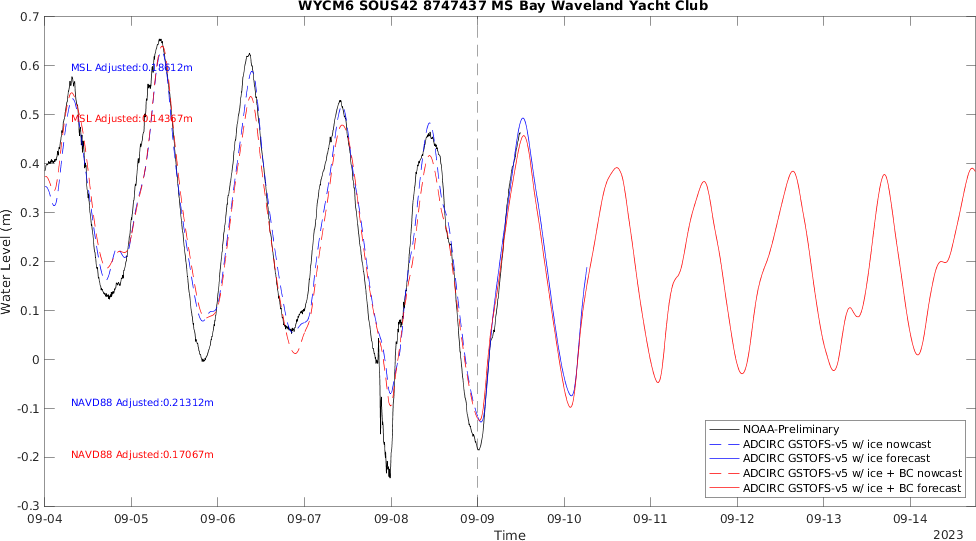 WYCM6 SOUS42 8747437 MS Bay Waveland Yacht Club
0.7
0.6
0.5
0.4
0.3
0.2
0.1
0
-0.1
-0.2
-0.3
Water Level (m)
MSL Adjusted:0.18612m
MSL Adjusted:0.14367m
NAVD88 Adjusted:0.21312m
NAVD88 Adjusted:0.17067m
NOAA-Preliminary
ADCIRC GSTOFS-v5 w/ ice nowcast
ADCIRC GSTOFS-v5 w/ ice forecast
ADCIRC GSTOFS-v5 w/ ice + BC nowcast
ADCIRC GSTOFS-v5 w/ ice + BC forecast
09-04 09-05 09-06 09-07 09-08 09-09 09-10 09-11 09-12 09-13 09-14
Time
2023